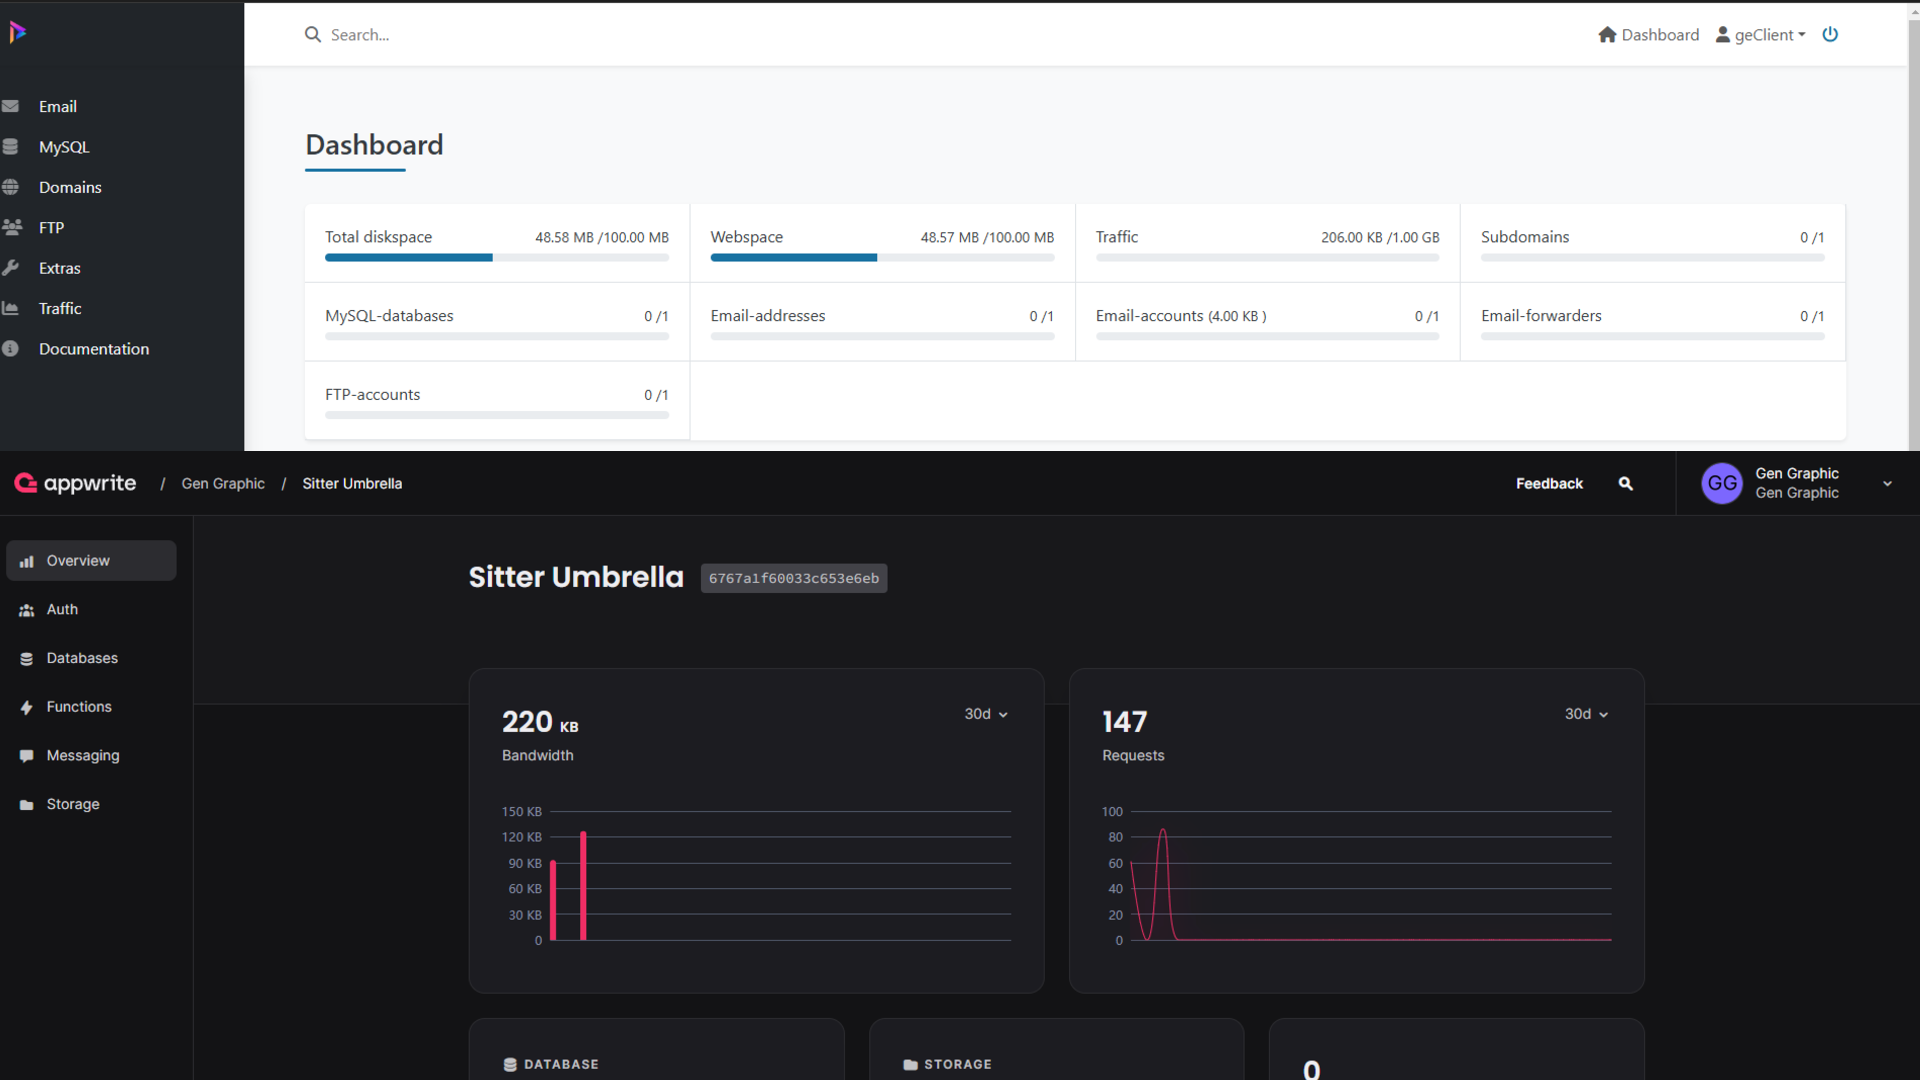 Search...
Dashboard
geClient
Email
MySQL
Domains
FTP
Extras
Traffic
Documentation
Dashboard
Total diskspace 48.58 MB /100.00 MB
Webspace 48.57 MB /100.00 MB
Traffic 206.00 KB /1.00 GB
Subdomains 0 /1
MySQL-databases 0 /1
Email-addresses 0 /1
Email-accounts (4.00 KB ) 0 /1
Email-forwarders 0 /1
FTP-accounts 0 /1
appwrite / Gen Graphic / Sitter Umbrella
Feedback
GG
Gen Graphic
Gen Graphic
Overview
Auth
Databases
Functions
Messaging
Storage
Sitter Umbrella 6767a1f60033c653e6eb
220 KB
30d
Bandwidth
150 KB
120 KB
90 KB
60 KB
30 KB
0
147
30d
Requests
100
80
60
40
20
0
DATABASE
STORAGE
0